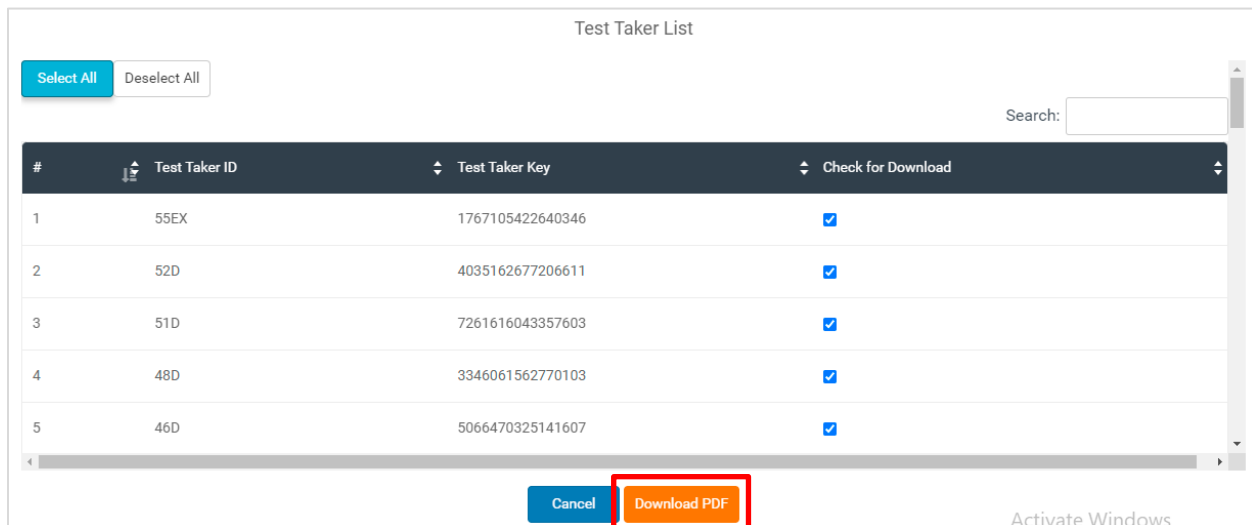 Test Taker List
Select All Deselect All
Search:
# Test Taker ID Test Taker Key Check for Download
1 55EX 1767105422640346
2 52D 4035162677206611
3 51D 7261616043357603
4 48D 3346061562770103
5 46D 5066470325141607
Cancel Download PDF
Activate Windows